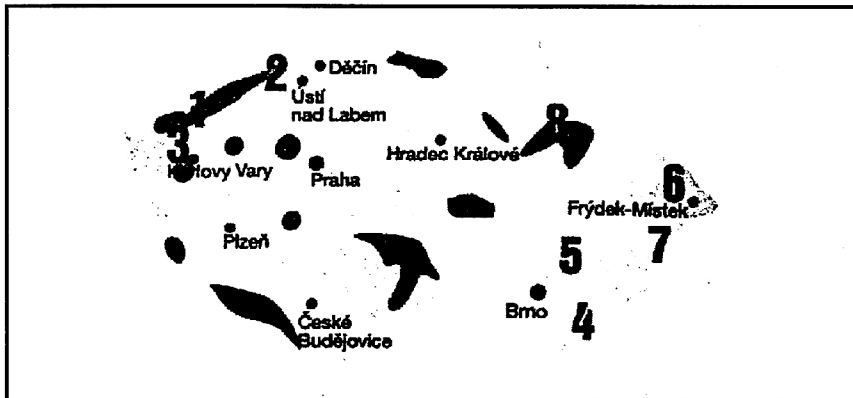 2
Děčín
Ústí
nad Labem
1
3
8
Karlovy Vary
Praha
Hradec Králové
6
Frýdek-Místek
Plzeň
5
7
Brno
4
České
Budějovice